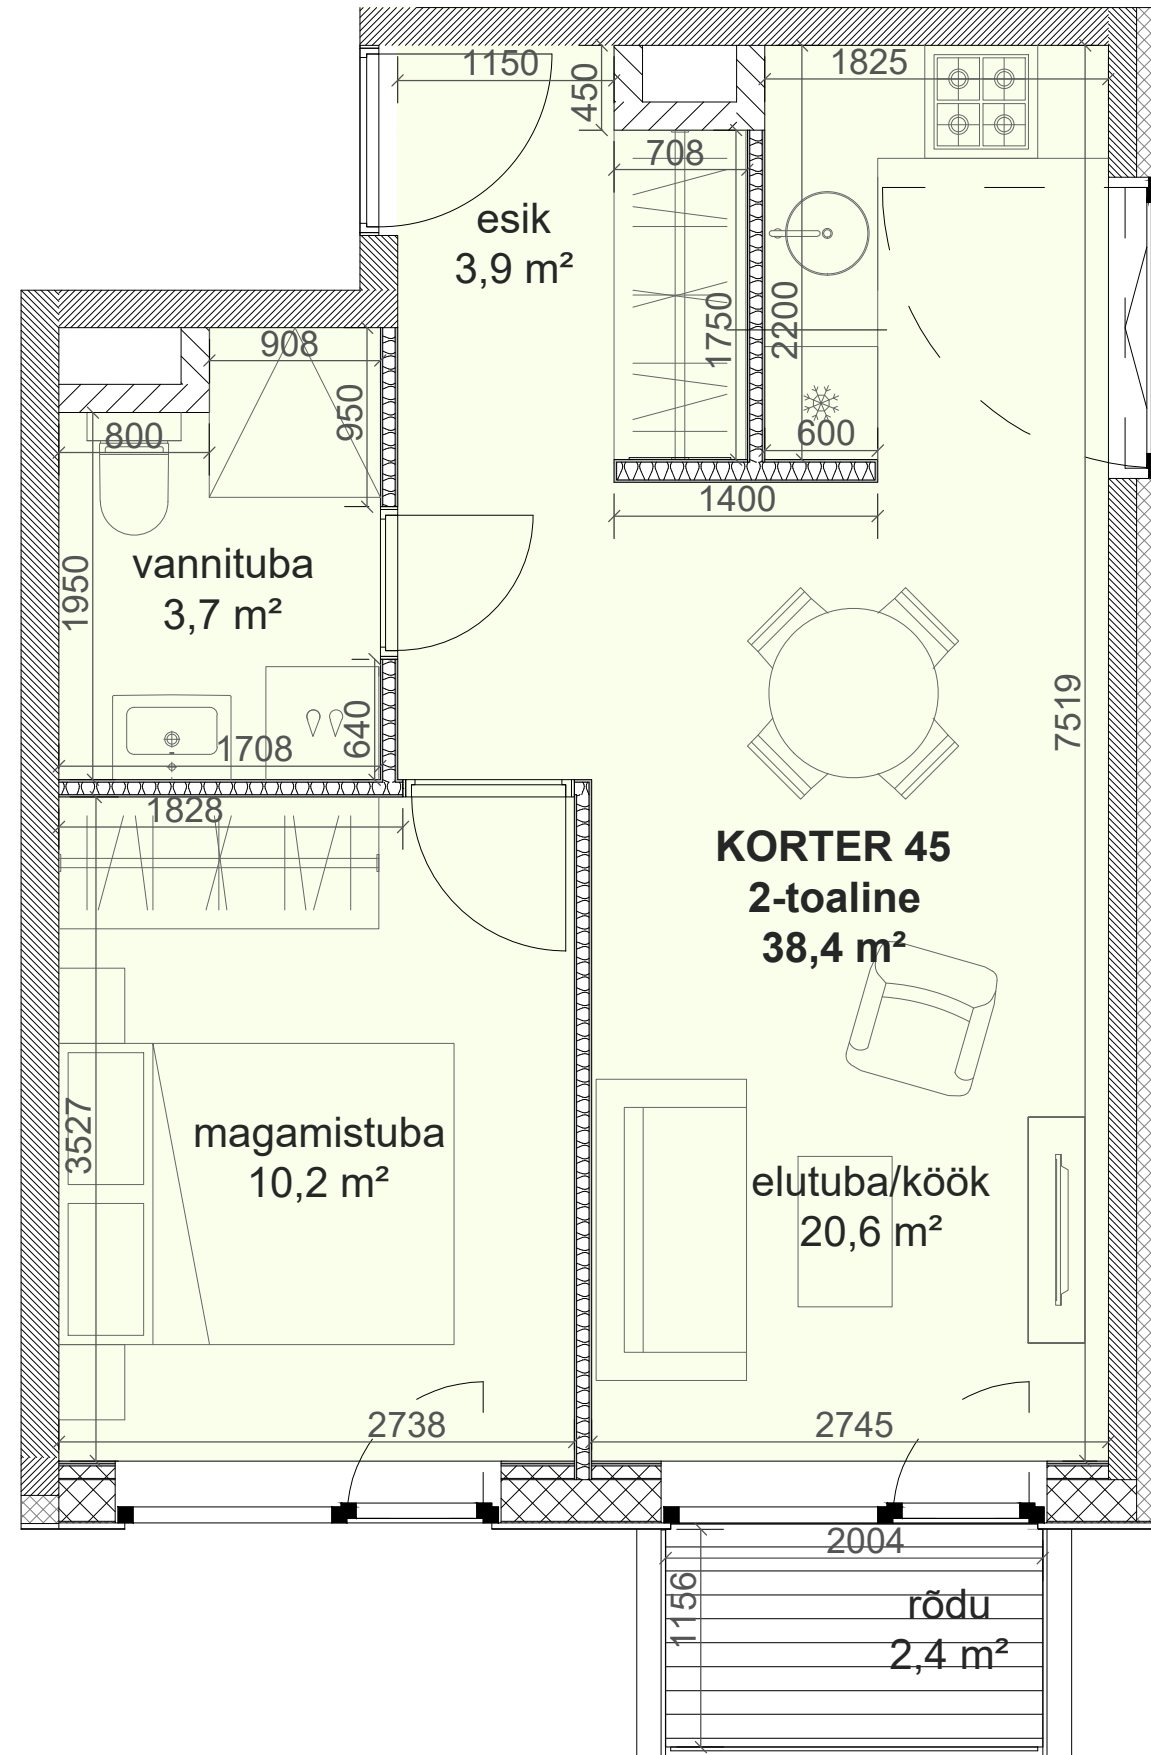 1150
450
1825
708
esik
3,9 m²
1750
2200
908
950
800
600
1400
vannituba
3,7 m²
1950
640
1708
7519
1828
KORTER 45
2-toaline
38,4 m²
magamistuba
10,2 m²
3527
elutuba/köök
20,6 m²
2738
2745
2004
1156
rõdu
2,4 m²